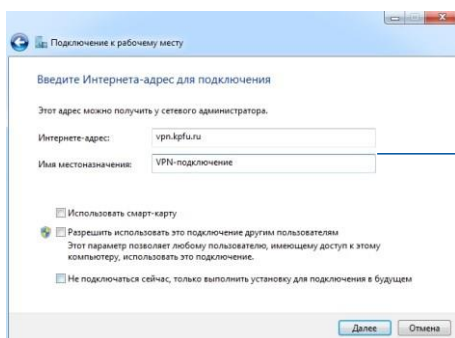 Подключение к рабочему месту
Введите Интернета-адрес для подключения
Этот адрес можно получить у сетевого администратора.
Интернете-адрес: vpn.kpfu.ru
Имя местоназначения: VPN-подключение
Использовать смарт-карту
Разрешить использовать это подключение другим пользователям
Этот параметр позволяет любому пользователю, имеющему доступ к этому
компьютеру, использовать это подключение.
Не подключаться сейчас, только выполнить установку для подключения в будущем
Далее Отмена